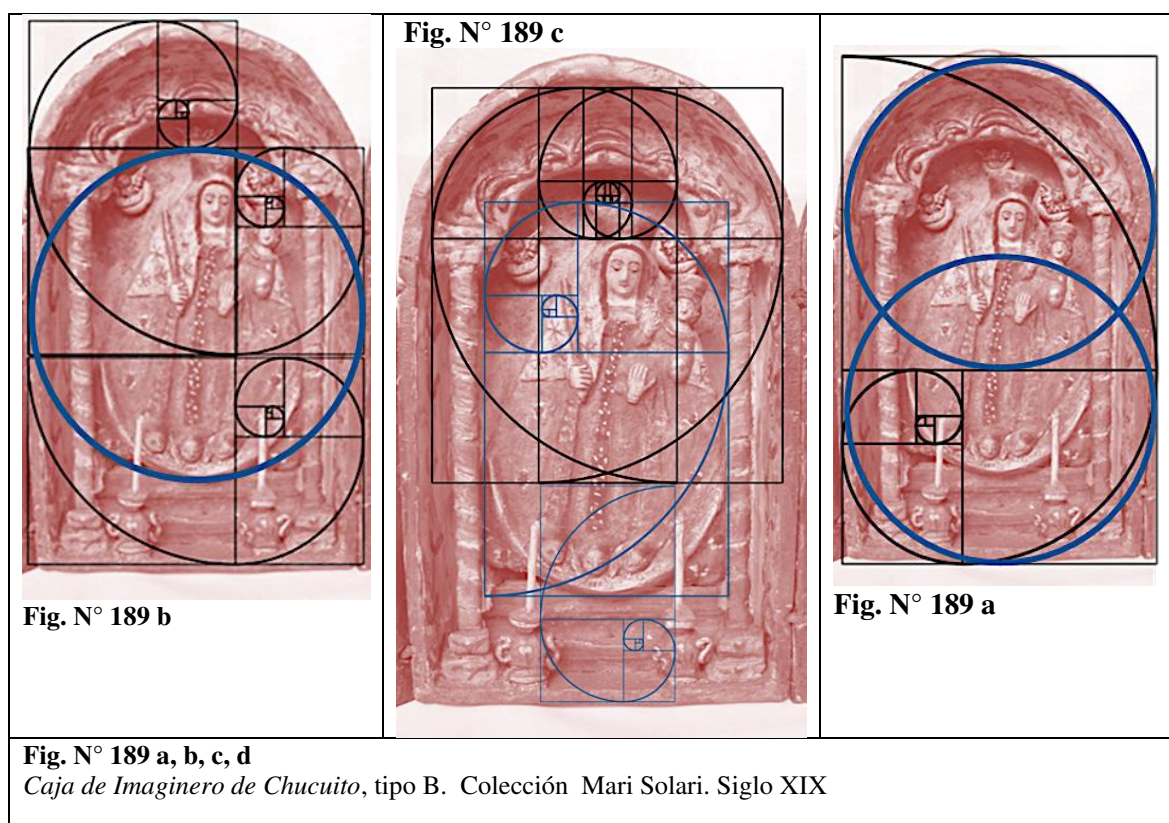 Fig. N° 189 b
Fig. N° 189 c
Fig. N° 189 a
Fig. N° 189 a, b, c, d
Caja de Imaginero de Chucuito, tipo B. Colección Mari Solari. Siglo XIX